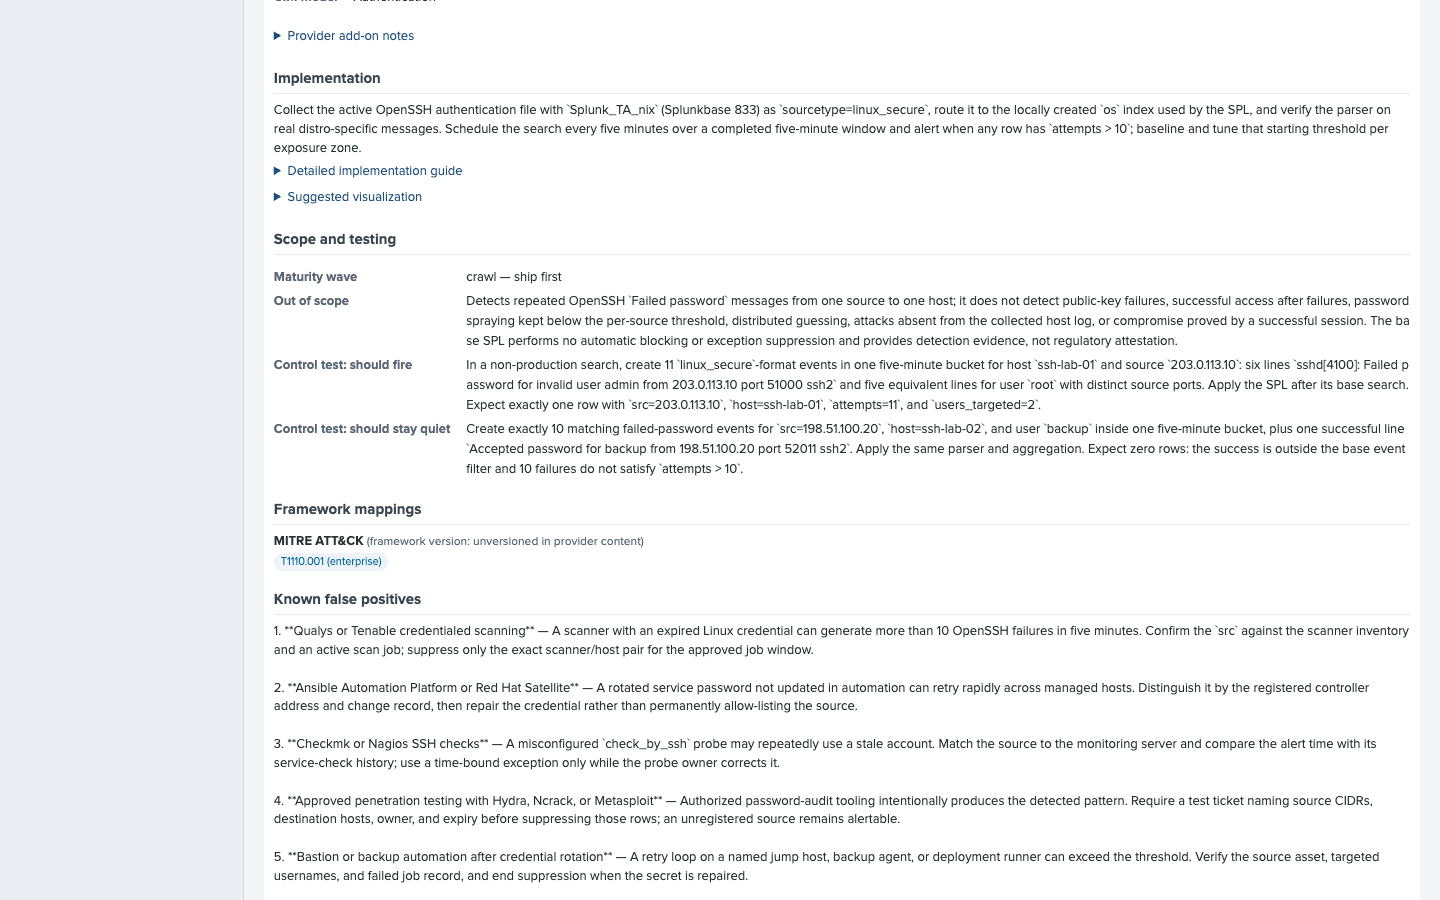 Provider add-on notes
Implementation
Collect the active OpenSSH authentication file with `Splunk_TA_nix` (Splunkbase 833) as `sourcetype=linux_secure`, route it to the locally created `os` index used by the SPL, and verify the parser on
real distro-specific messages. Schedule the search every five minutes over a completed five-minute window and alert when any row has `attempts > 10`; baseline and tune that starting threshold per
exposure zone.
Detailed implementation guide
Suggested visualization
Scope and testing
Maturity wave crawl — ship first
Out of scope Detects repeated OpenSSH `Failed password` messages from one source to one host; it does not detect public-key failures, successful access after failures, password
spraying kept below the per-source threshold, distributed guessing, attacks absent from the collected host log, or compromise proved by a successful session. The ba
se SPL performs no automatic blocking or exception suppression and provides detection evidence, not regulatory attestation.
Control test: should fire In a non-production search, create 11 `linux_secure`-format events in one five-minute bucket for host `ssh-lab-01` and source `203.0.113.10`: six lines `sshd[4100]: Failed p
assword for invalid user admin from 203.0.113.10 port 51000 ssh2` and five equivalent lines for user `root` with distinct source ports. Apply the SPL after its base search.
Expect exactly one row with `src=203.0.113.10`, `host=ssh-lab-01`, `attempts=11`, and `users_targeted=2`.
Control test: should stay quiet Create exactly 10 matching failed-password events for `src=198.51.100.20`, `host=ssh-lab-02`, and user `backup` inside one five-minute bucket, plus one successful line
`Accepted password for backup from 198.51.100.20 port 52011 ssh2`. Apply the same parser and aggregation. Expect zero rows: the success is outside the base event
filter and 10 failures do not satisfy `attempts > 10`.
Framework mappings
MITRE ATT&CK (framework version: unversioned in provider content)
T1110.001 (enterprise)
Known false positives
1. **Qualys or Tenable credentialed scanning** — A scanner with an expired Linux credential can generate more than 10 OpenSSH failures in five minutes. Confirm the `src` against the scanner inventory
and an active scan job; suppress only the exact scanner/host pair for the approved job window.
2. **Ansible Automation Platform or Red Hat Satellite** — A rotated service password not updated in automation can retry rapidly across managed hosts. Distinguish it by the registered controller
address and change record, then repair the credential rather than permanently allow-listing the source.
3. **Checkmk or Nagios SSH checks** — A misconfigured `check_by_ssh` probe may repeatedly use a stale account. Match the source to the monitoring server and compare the alert time with its
service-check history; use a time-bound exception only while the probe owner corrects it.
4. **Approved penetration testing with Hydra, Ncrack, or Metasploit** — Authorized password-audit tooling intentionally produces the detected pattern. Require a test ticket naming source CIDRs,
destination hosts, owner, and expiry before suppressing those rows; an unregistered source remains alertable.
5. **Bastion or backup automation after credential rotation** — A retry loop on a named jump host, backup agent, or deployment runner can exceed the threshold. Verify the source asset, targeted
usernames, and failed job record, and end suppression when the secret is repaired.